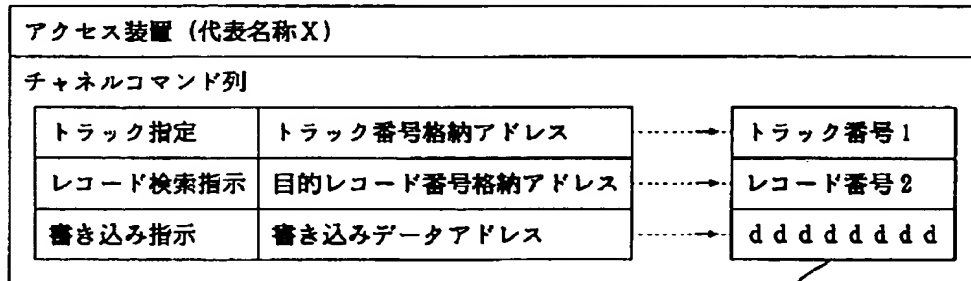 アクセス装置（代表名称X）
チャネルコマンド列
トラック指定 トラック番号格納アドレス トラック番号1
レコード検索指示 目的レコード番号格納アドレス レコード番号2
書き込み指示 書き込みデータアドレス d d d d d d d d